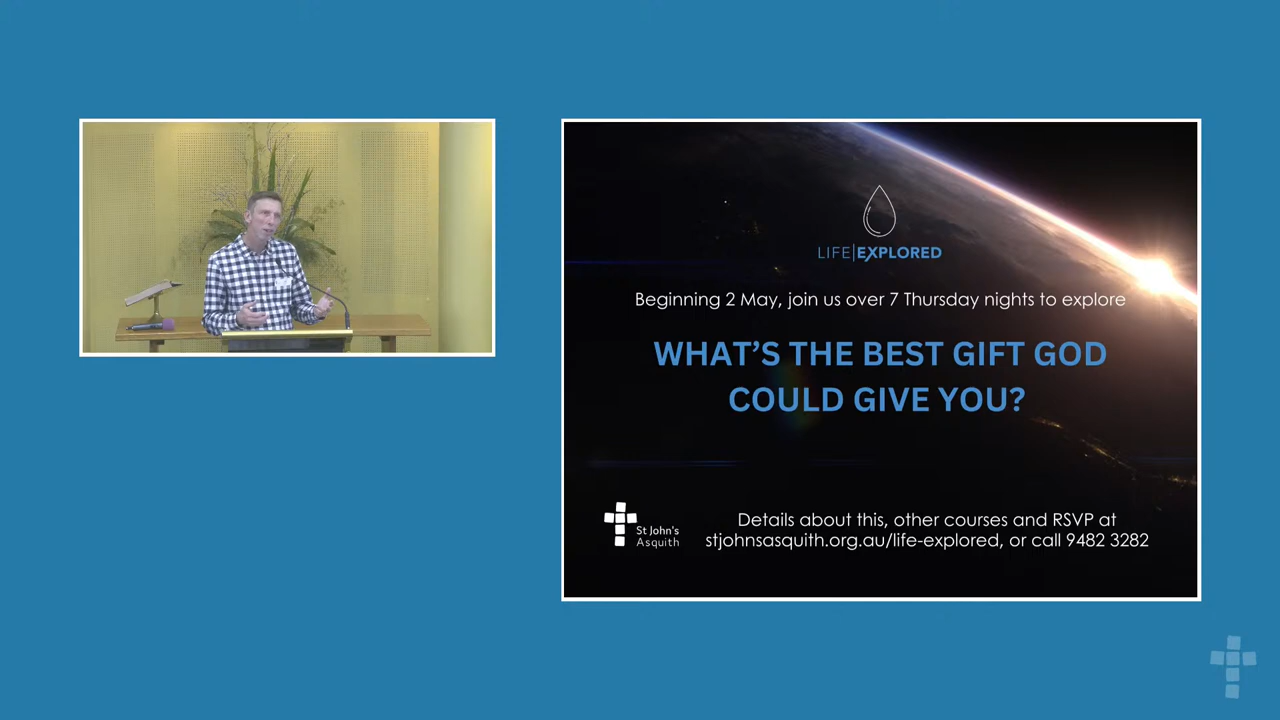 LIFE|EXPLORED
Beginning 2 May, join us over 7 Thursday nights to explore
WHAT'S THE BEST GIFT GOD
COULD GIVE YOU?
St John's
Asquith
Details about this, other courses and RSVP at
stjohnsasquith.org.au/life-explored, or call 9482 3282